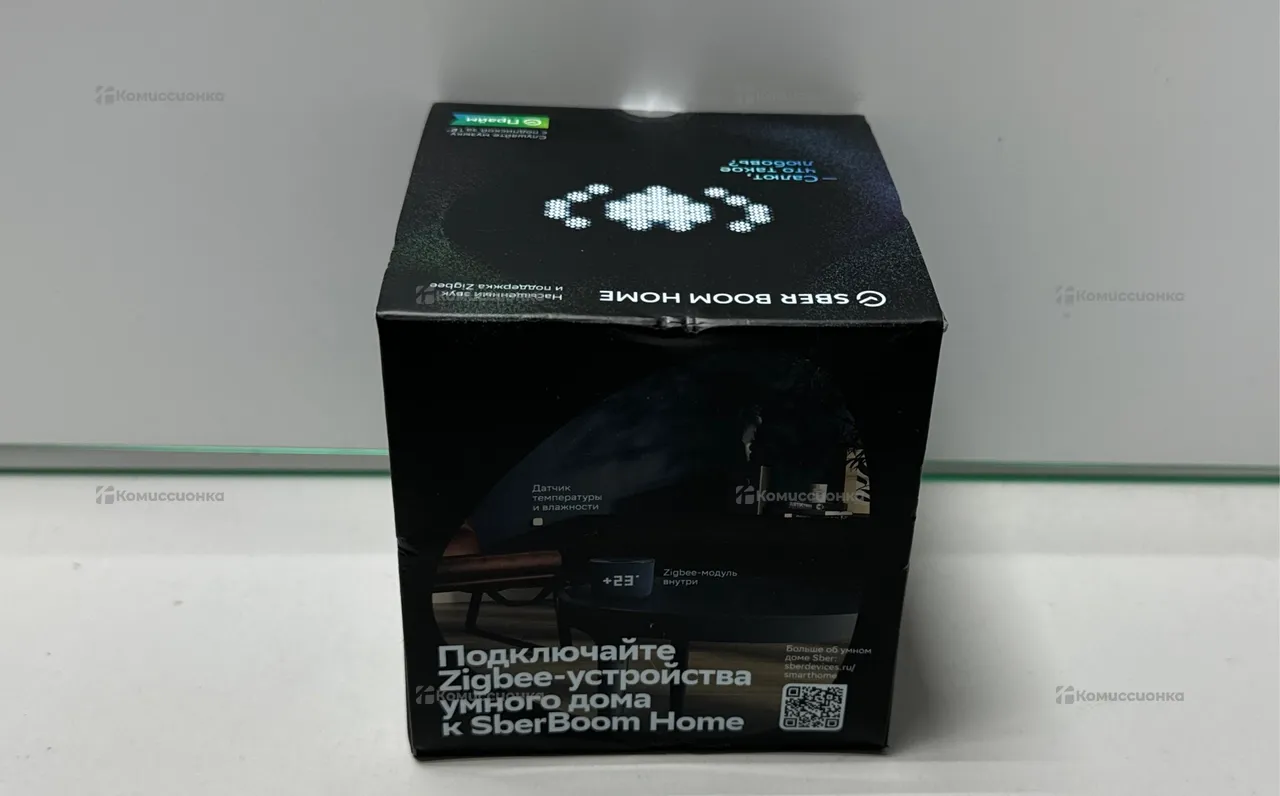 Прайм
Слушайте музыку
с подпиской за 1₽
— Салют,
что такое
любовь?
SBER BOOM HOME
Насыщенный звук
и поддержка Zigbee
Датчик
температуры
и влажности
+23°
Zigbee-модуль
внутри
Подключайте
Zigbee-устройства
умного дома
к SberBoom Home
Больше об умном
доме Sber:
sberdevices.ru/
smarthome
Комиссионка
Комиссионка
Комиссионка
Комиссионка
Комиссионка
Комиссионка
Комиссионка
Комиссионка